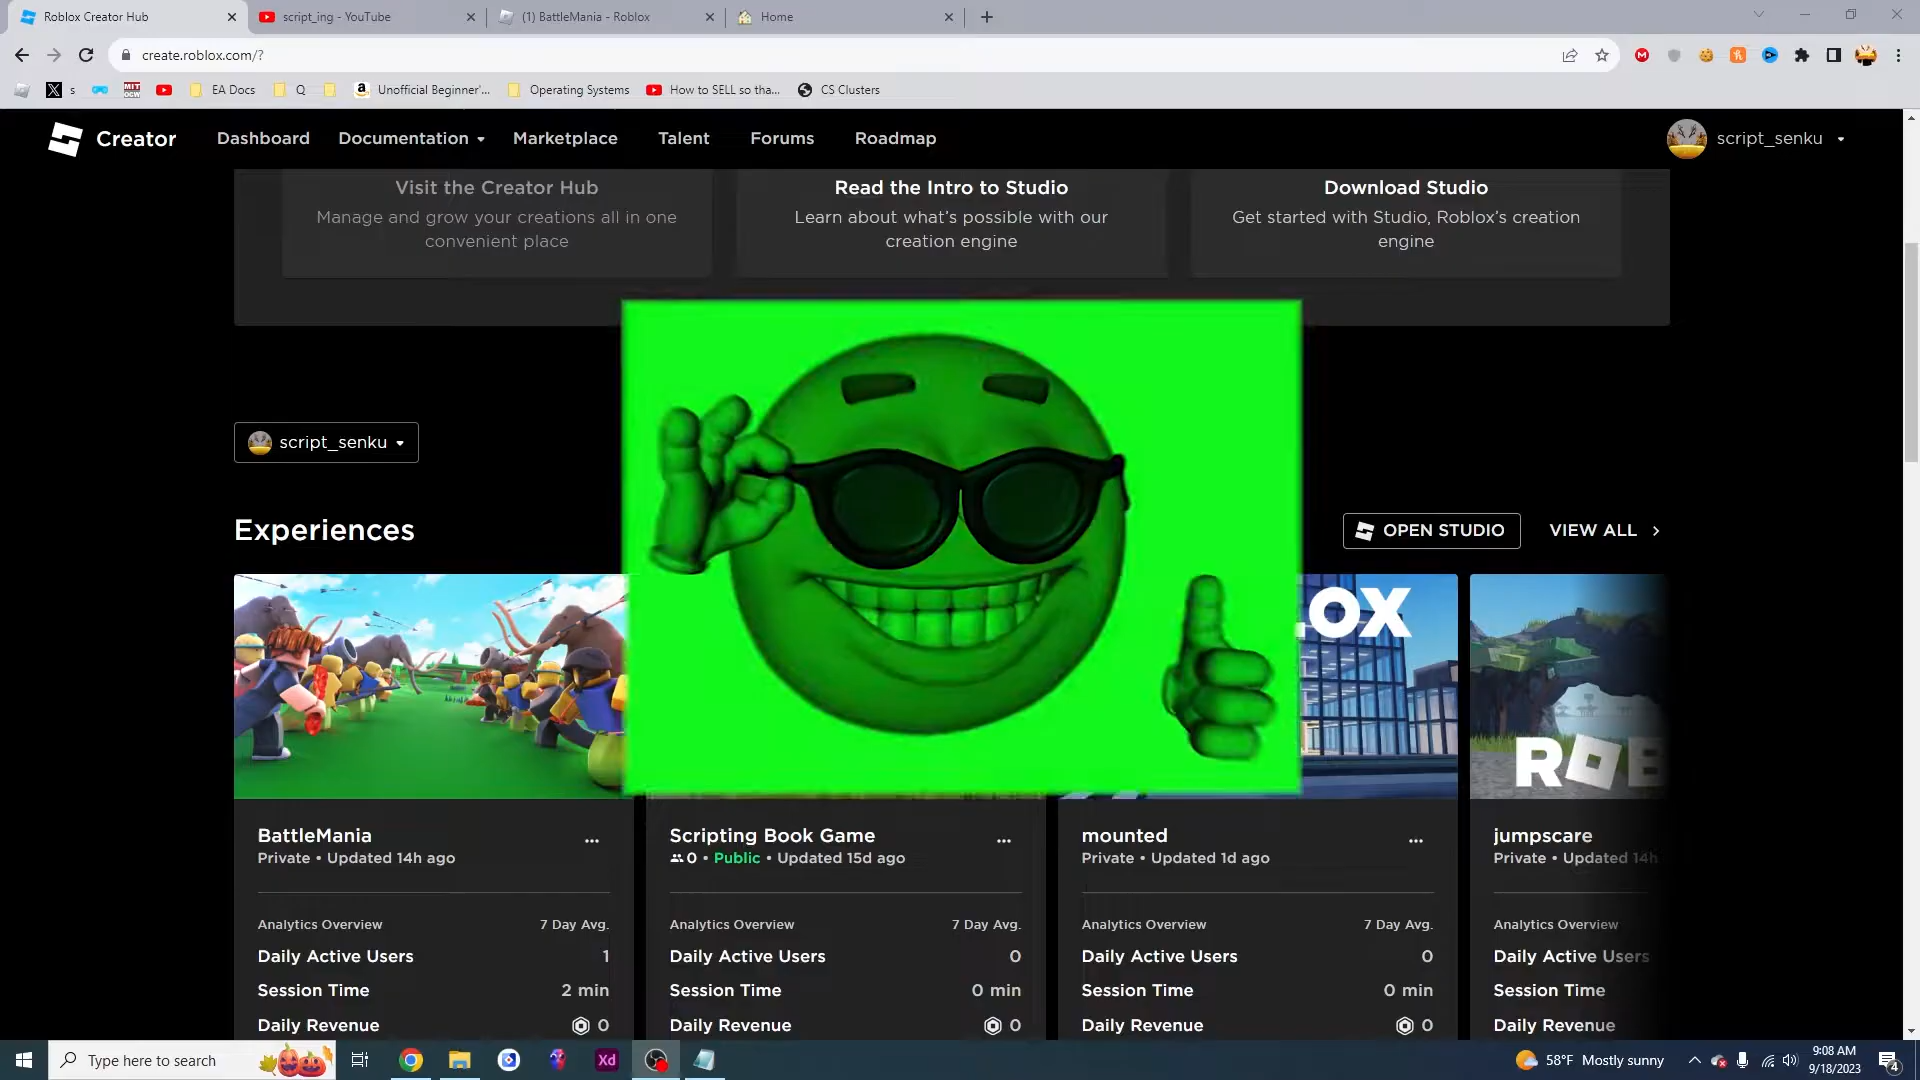 Roblox Creator Hub
script_ing - YouTube
(1) BattleMania - Roblox
Home
create.roblox.com/?
s
MIT
OCW
EA Docs
Q
a
Unofficial Beginner'...
Operating Systems
How to SELL so tha...
CS Clusters
Creator
Dashboard
Documentation
Marketplace
Talent
Forums
Roadmap
script_senku
Visit the Creator Hub
Manage and grow your creations all in one
convenient place
Read the Intro to Studio
Learn about what's possible with our
creation engine
Download Studio
Get started with Studio, Roblox's creation
engine
script_senku
Experiences
OPEN STUDIO
VIEW ALL
LOX
ROB
BattleMania
Private • Updated 14h ago
Analytics Overview
7 Day Avg.
Daily Active Users
1
Session Time
2 min
Daily Revenue
0
Scripting Book Game
0 • Public • Updated 15d ago
Analytics Overview
7 Day Avg.
Daily Active Users
0
Session Time
0 min
Daily Revenue
0
mounted
Private • Updated 1d ago
Analytics Overview
7 Day Avg.
Daily Active Users
0
Session Time
0 min
Daily Revenue
0
jumpscare
Private • Updated 14h
Analytics Overview
Daily Active Users
Session Time
Daily Revenue
Type here to search
Xd
58°F Mostly sunny
9:08 AM
9/18/2023
4